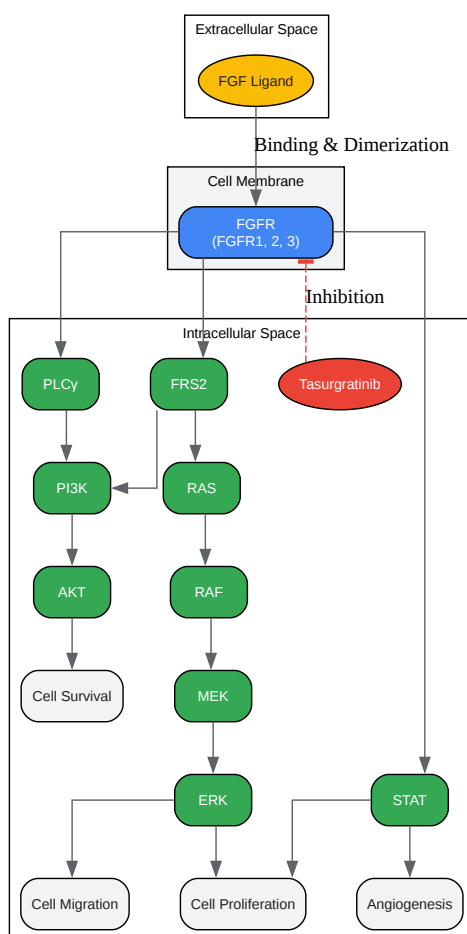 Extracellular Space
FGF Ligand
Binding & Dimerization
Cell Membrane
FGFR
(FGFR1, 2, 3)
Inhibition
Intracellular Space
PLCγ
FRS2
Tasurgratinib
PI3K
RAS
AKT
RAF
Cell Survival
MEK
ERK
STAT
Cell Migration
Cell Proliferation
Angiogenesis